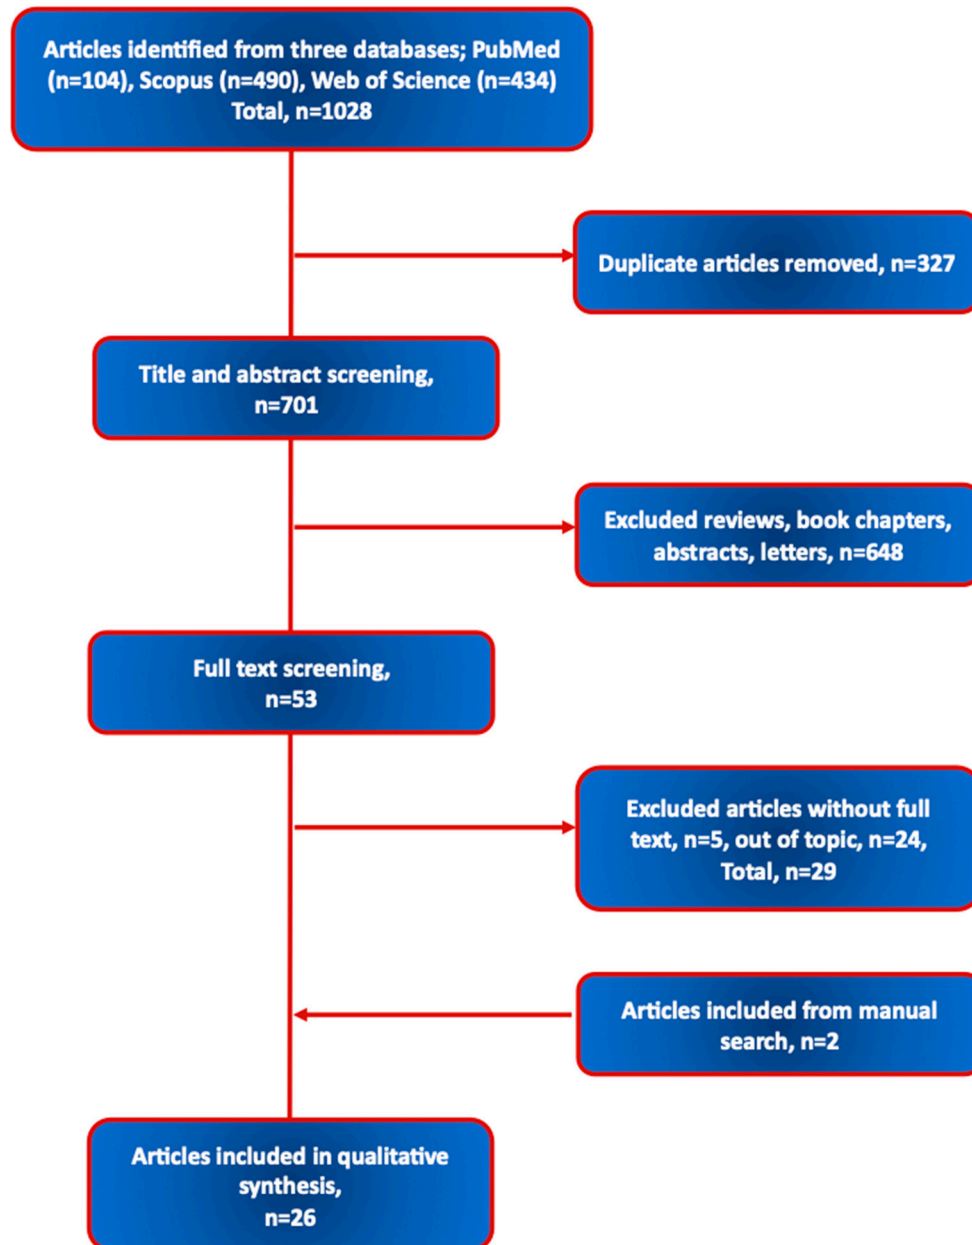 Articles identified from three databases; PubMed
(n=104), Scopus (n=490), Web of Science (n=434)
Total, n=1028
Duplicate articles removed, n=327
Title and abstract screening,
n=701
Excluded reviews, book chapters,
abstracts, letters, n=648
Full text screening,
n=53
Excluded articles without full
text, n=5, out of topic, n=24,
Total, n=29
Articles included from manual
search, n=2
Articles included in qualitative
synthesis,
n=26